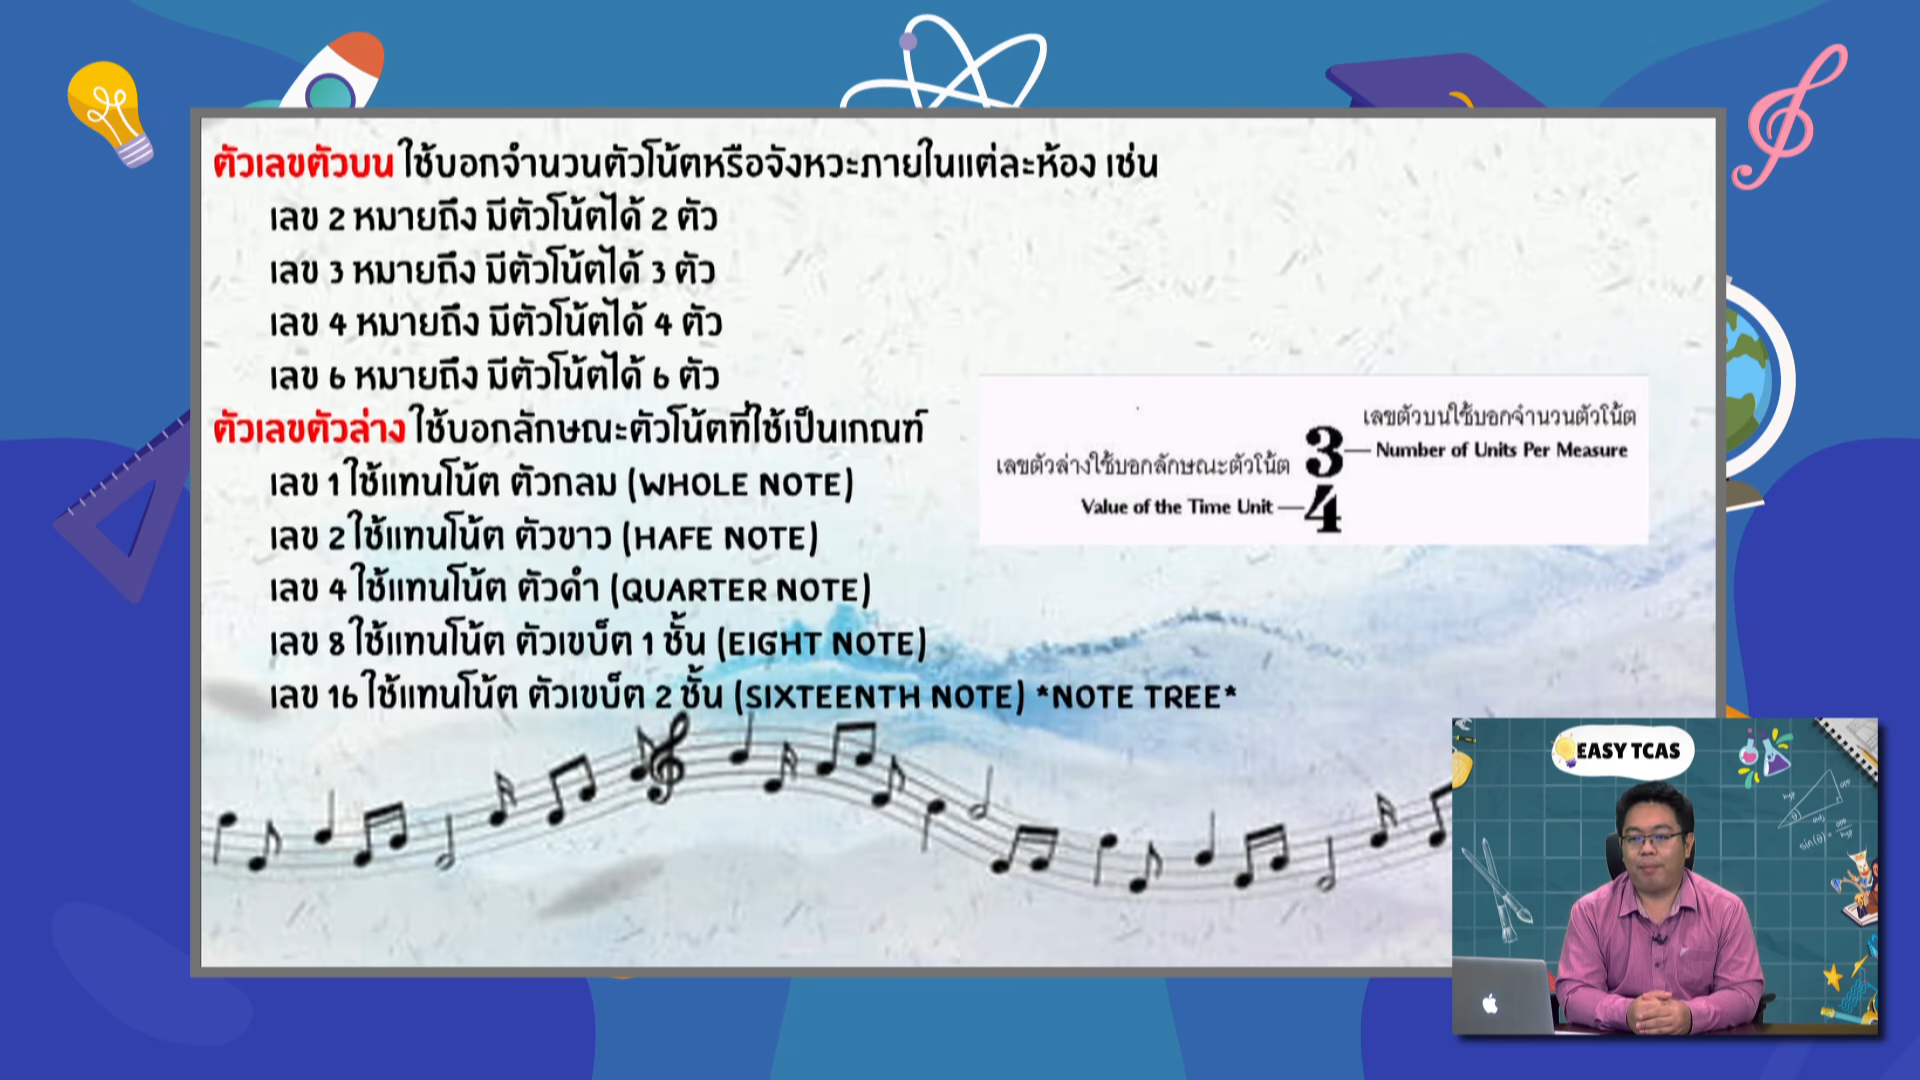 ตัวเลขตัวบน ใช้บอกจำนวนตัวโน้ตหรือจังหวะภายในแต่ละห้อง เช่น
เลข 2 หมายถึง มีตัวโน้ตได้ 2 ตัว
เลข 3 หมายถึง มีตัวโน้ตได้ 3 ตัว
เลข 4 หมายถึง มีตัวโน้ตได้ 4 ตัว
เลข 6 หมายถึง มีตัวโน้ตได้ 6 ตัว
ตัวเลขตัวล่าง ใช้บอกลักษณะตัวโน้ตที่ใช้เป็นเกณฑ์
เลข 1 ใช้แทนโน้ต ตัวกลม (WHOLE NOTE)
เลข 2 ใช้แทนโน้ต ตัวขาว (HAFE NOTE)
เลข 4 ใช้แทนโน้ต ตัวดำ (QUARTER NOTE)
เลข 8 ใช้แทนโน้ต ตัวเขบ็ต 1 ชั้น (EIGHT NOTE)
เลข 16 ใช้แทนโน้ต ตัวเขบ็ต 2 ชั้น (SIXTEENTH NOTE) *NOTE TREE*
เลขตัวบนใช้บอกจำนวนตัวโน้ต
3 — Number of Units Per Measure
เลขตัวล่างใช้บอกลักษณะตัวโน้ต
Value of the Time Unit — 4
EASY TCAS